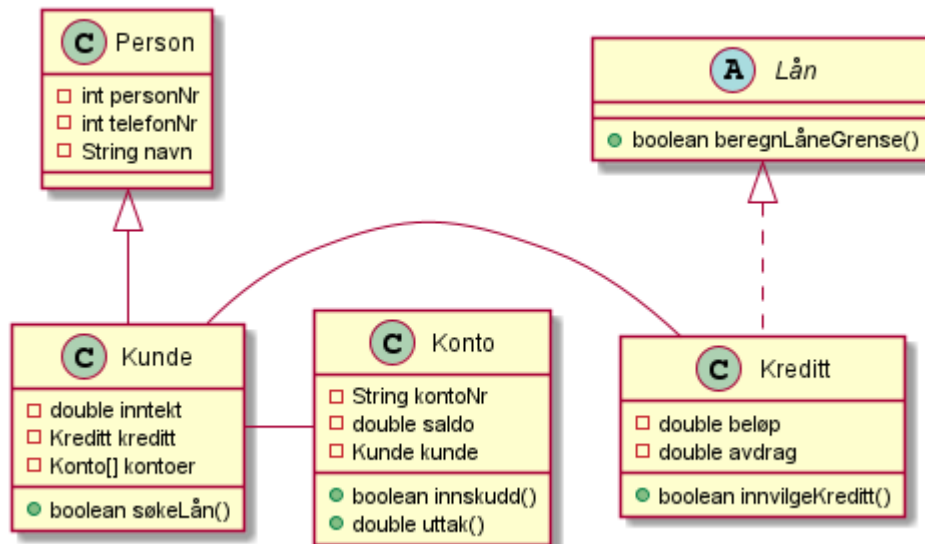 C Person
int personNr
int telefonNr
String navn
A Lån
boolean beregnLåneGrense()
C Kunde
double inntekt
Kreditt kreditt
Konto[] kontoer
boolean søkeLån()
C Konto
String kontoNr
double saldo
Kunde kunde
boolean innskudd()
double uttak()
C Kreditt
double beløp
double avdrag
boolean innvilgeKreditt()